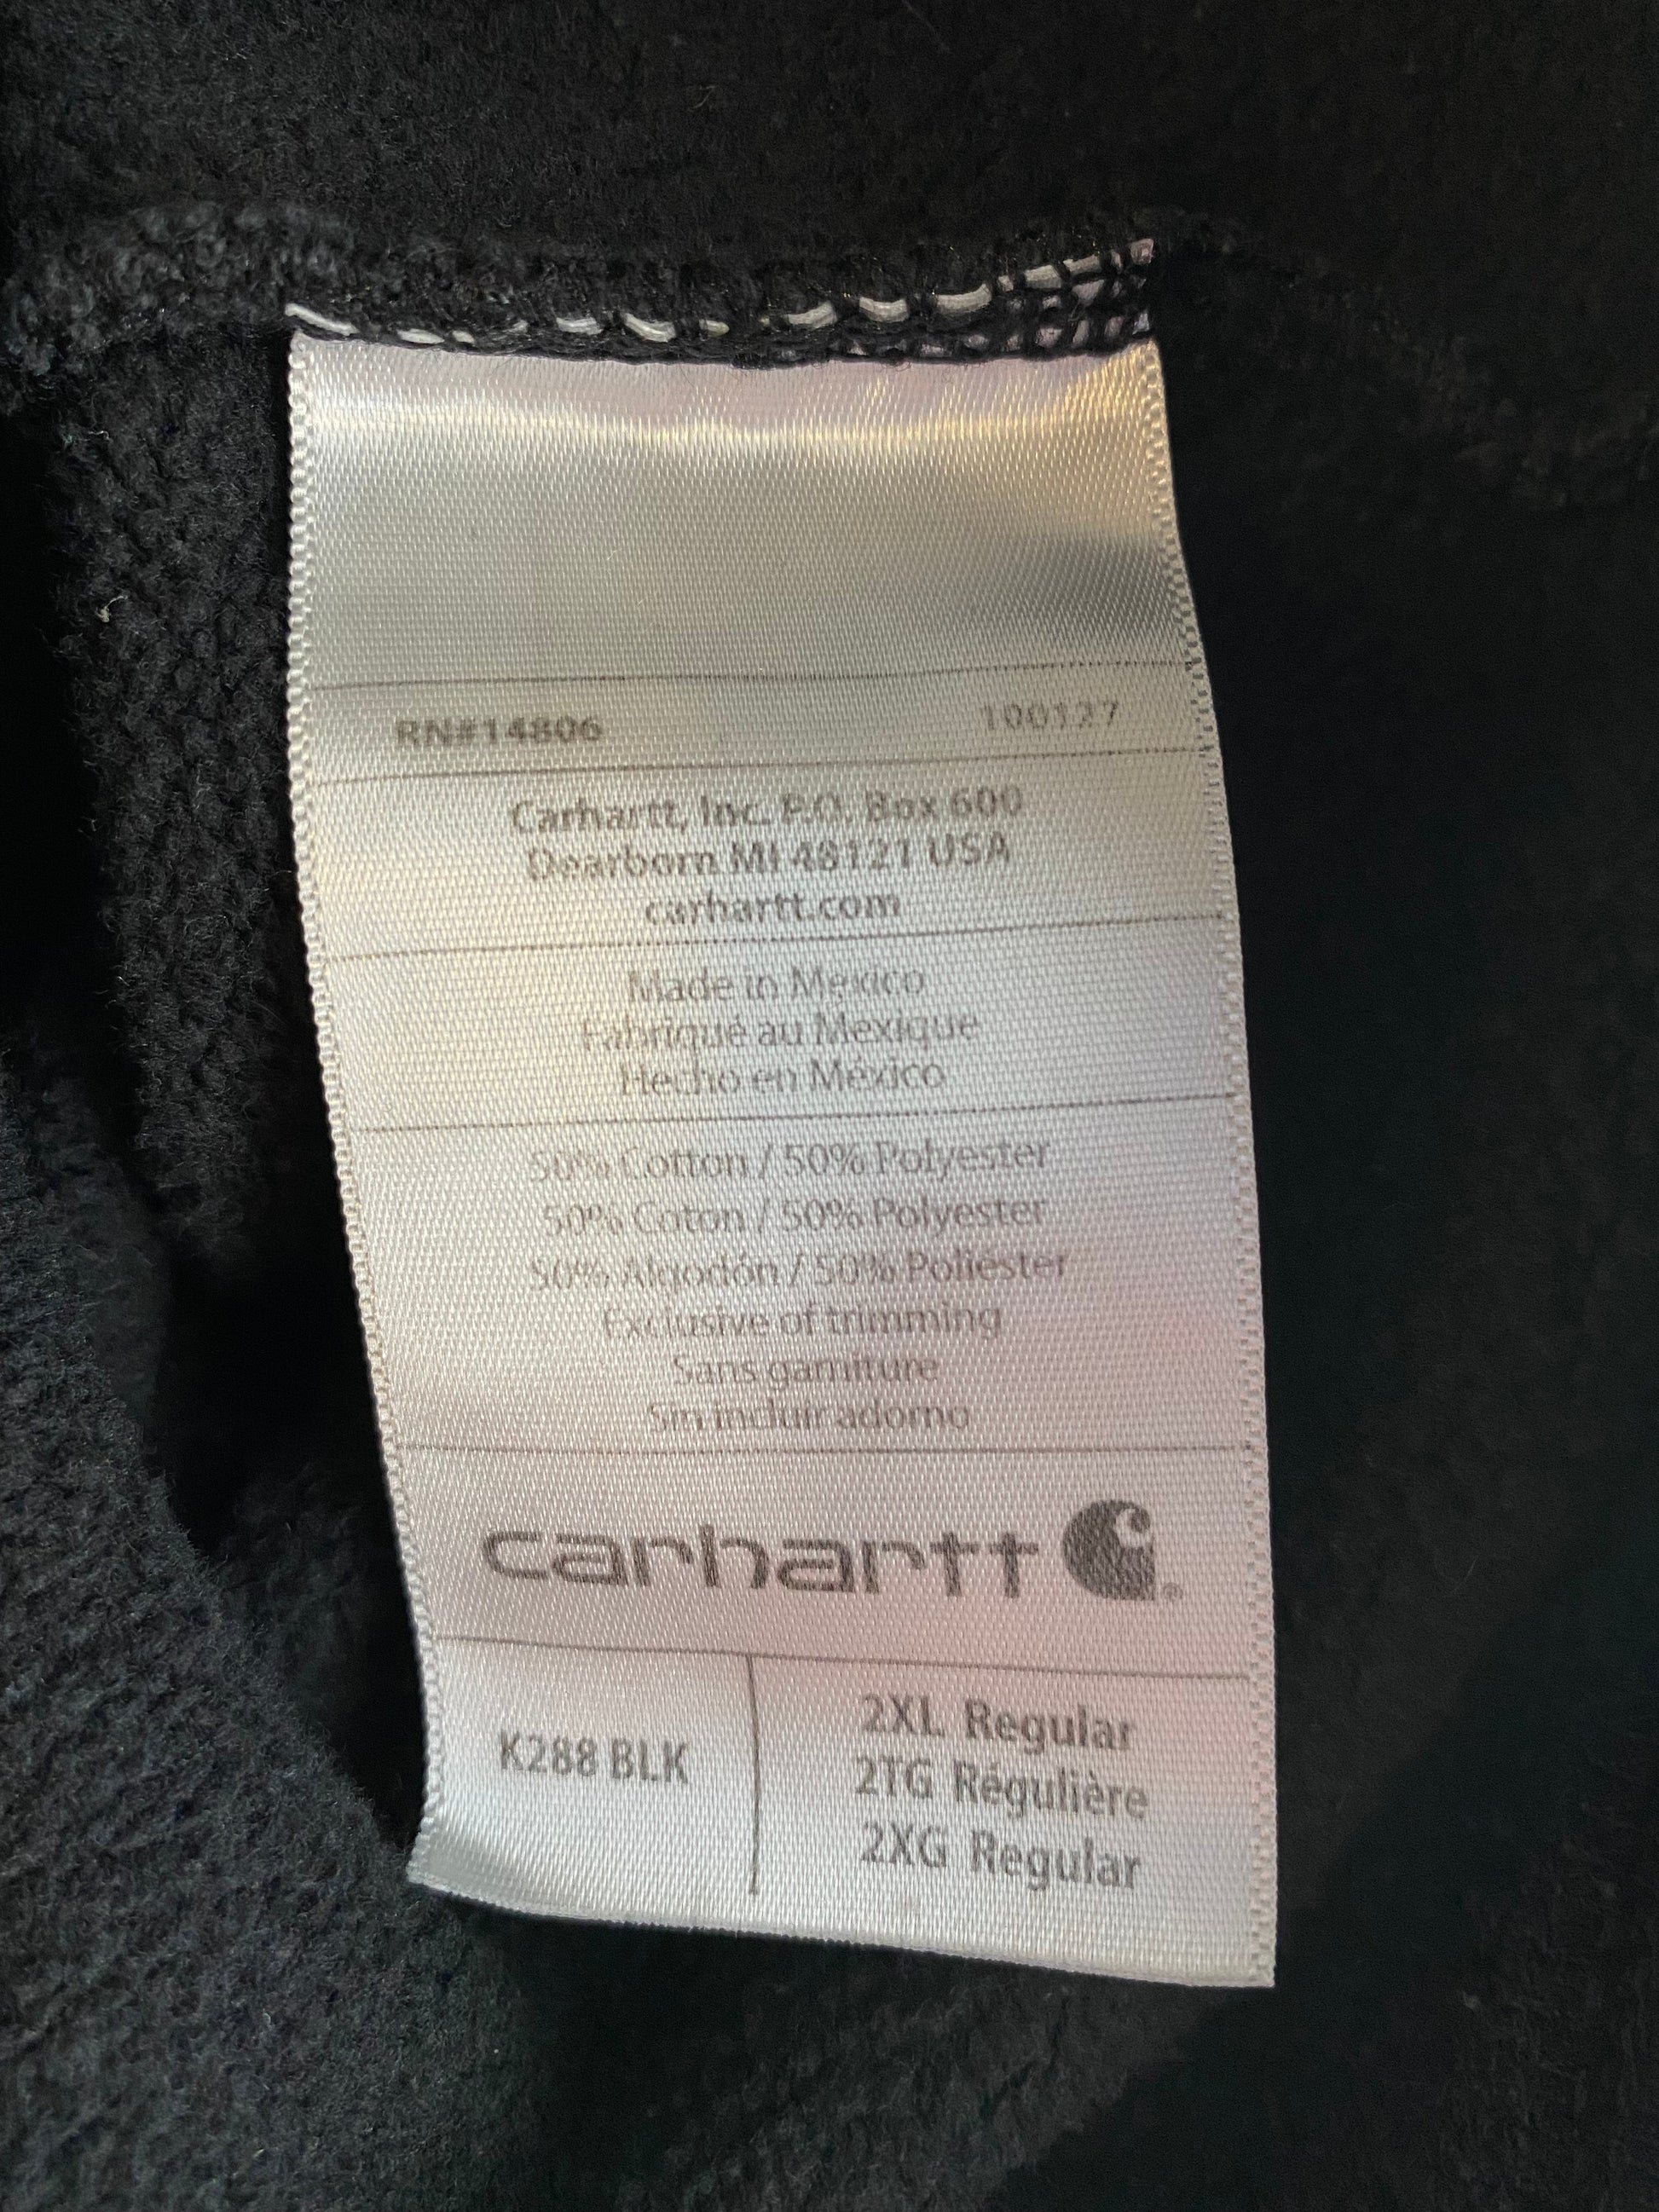 RN#14806 100127
Carhartt, Inc. P.O. Box 600
Dearborn MI 48121 USA
carhartt.com
Made in Mexico
Fabriqué au Mexique
Hecho en México
50% Cotton / 50% Polyester
50% Coton / 50% Polyester
50% Algodón / 50% Poliéster
Exclusive of trimming
Sans garniture
Sin incluir adorno
carhartt ®
K288 BLK
2XL Regular
2TG Régulière
2XG Regular